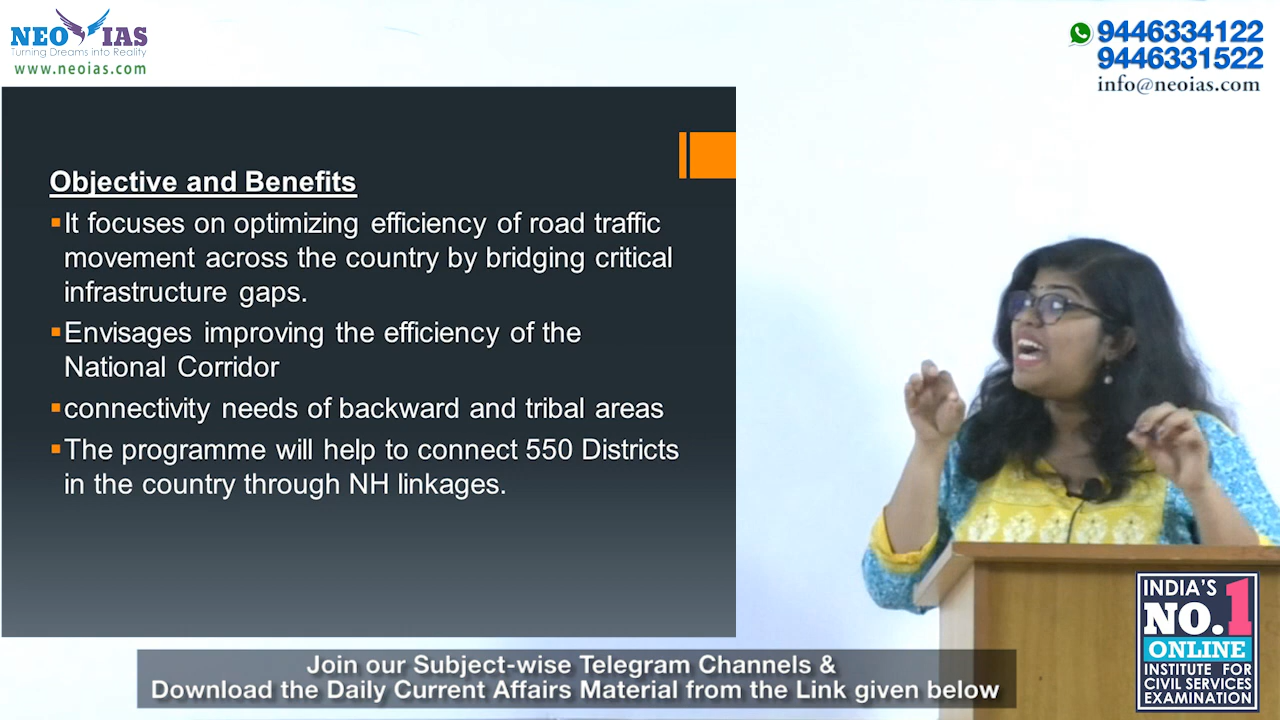 NEO IAS
Turning Dreams into Reality
www.neoias.com
9446334122
9446331522
info@neoias.com
Objective and Benefits
▪It focuses on optimizing efficiency of road traffic
movement across the country by bridging critical
infrastructure gaps.
▪Envisages improving the efficiency of the
National Corridor
▪connectivity needs of backward and tribal areas
▪The programme will help to connect 550 Districts
in the country through NH linkages.
INDIA'S
NO.1
ONLINE
INSTITUTE FOR
CIVIL SERVICES
EXAMINATION
Join our Subject-wise Telegram Channels &
Download the Daily Current Affairs Material from the Link given below